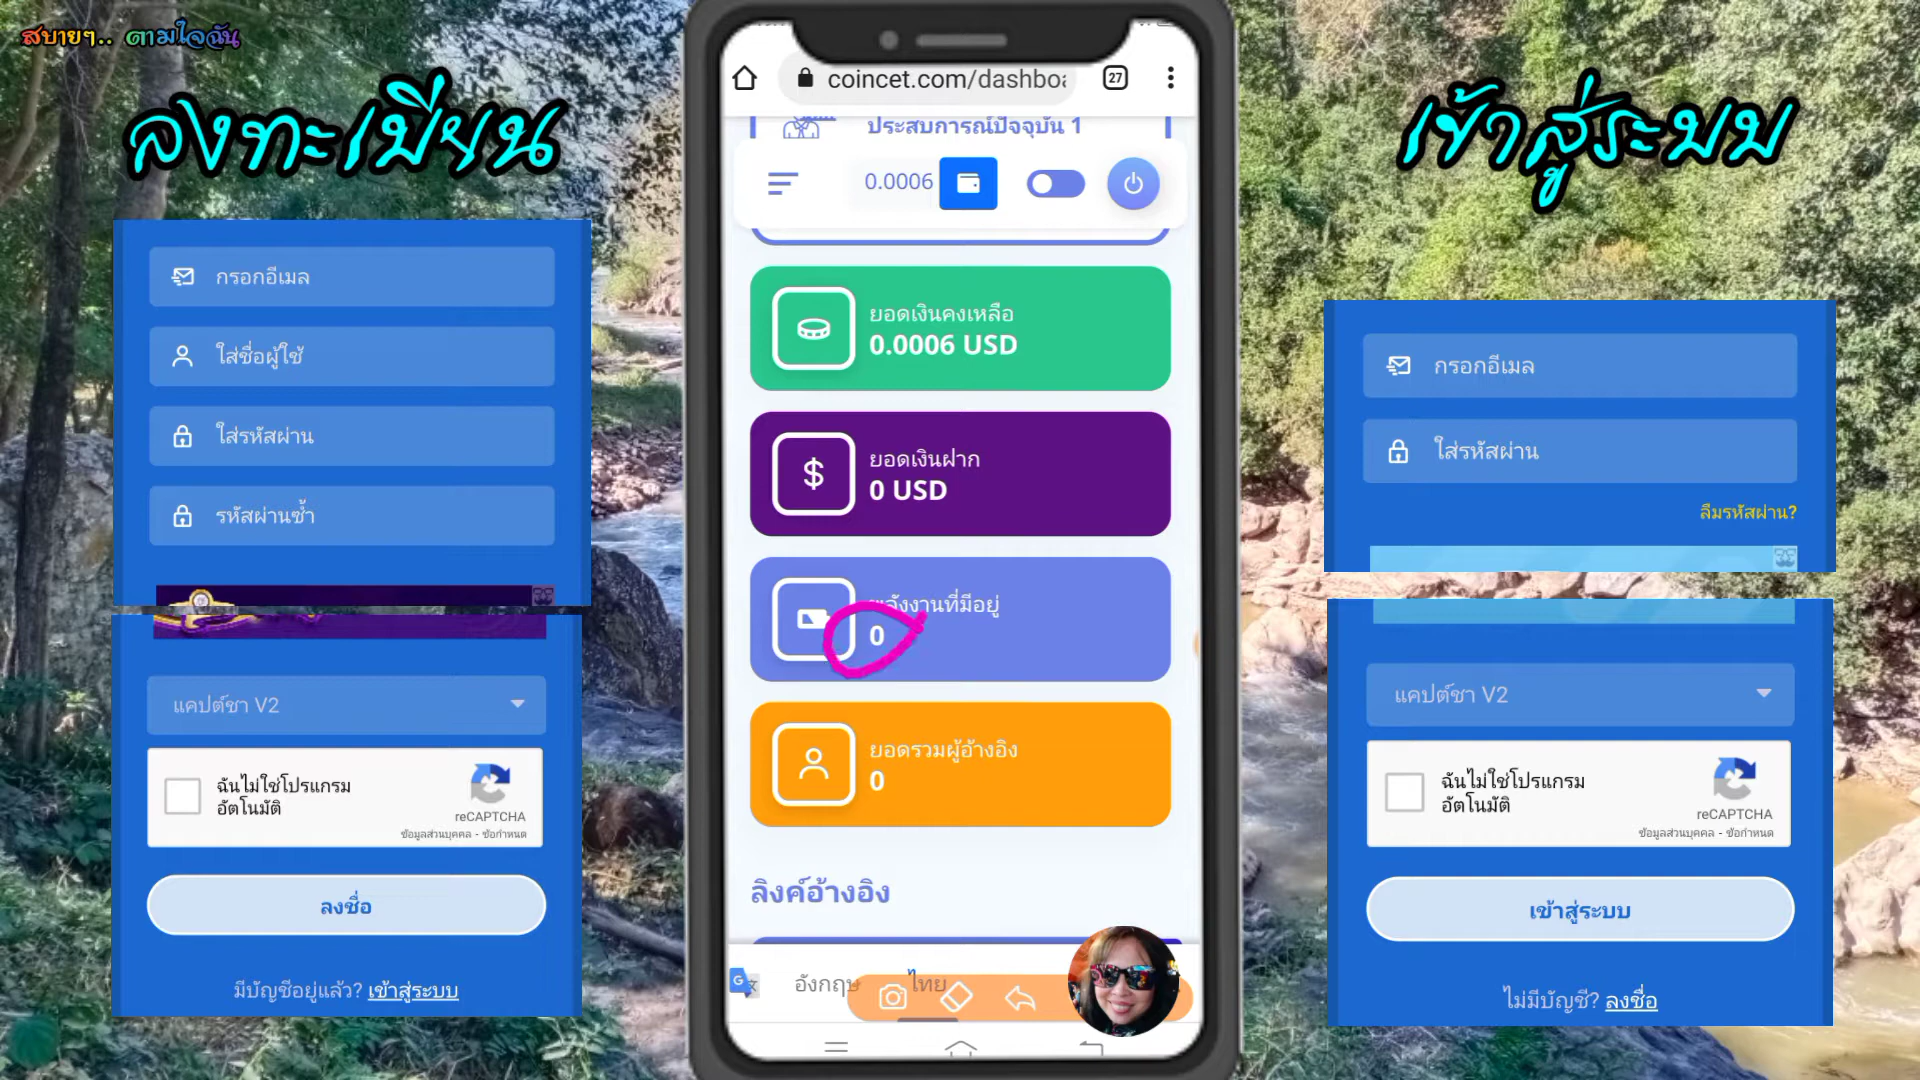 สบายๆ.. ตามใจฉัน
ลงทะเบียน
กรอกอีเมล
ใส่ชื่อผู้ใช้
ใส่รหัสผ่าน
รหัสผ่านซ้ำ
แคปต์ชา V2
ฉันไม่ใช่โปรแกรม
อัตโนมัติ
reCAPTCHA
ข้อมูลส่วนบุคคล - ข้อกำหนด
ลงชื่อ
มีบัญชีอยู่แล้ว? เข้าสู่ระบบ
coincet.com/dashboa
27
ประสบการณ์ปัจจุบัน 1
0.0006
ยอดเงินคงเหลือ
0.0006 USD
ยอดเงินฝาก
0 USD
พลังงานที่มีอยู่
0
ยอดรวมผู้อ้างอิง
0
ลิงค์อ้างอิง
อังกฤษ ไทย
เข้าสู่ระบบ
กรอกอีเมล
ใส่รหัสผ่าน
ลืมรหัสผ่าน?
แคปต์ชา V2
ฉันไม่ใช่โปรแกรม
อัตโนมัติ
reCAPTCHA
ข้อมูลส่วนบุคคล - ข้อกำหนด
เข้าสู่ระบบ
ไม่มีบัญชี? ลงชื่อ